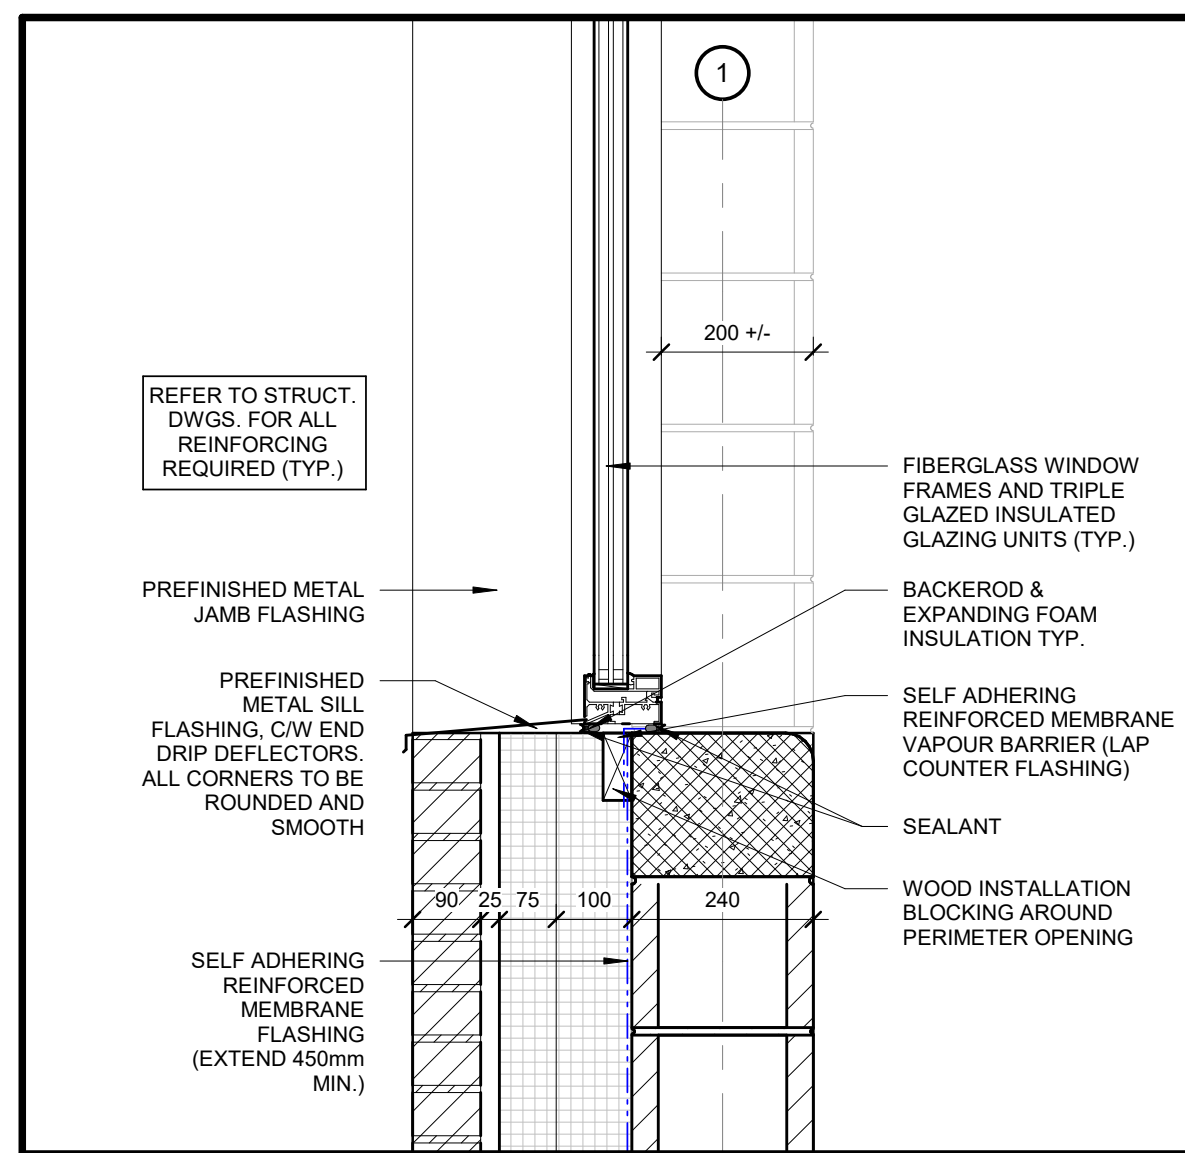 1
200 +/-
REFER TO STRUCT.
DWGS. FOR ALL
REINFORCING
REQUIRED (TYP.)
FIBERGLASS WINDOW
FRAMES AND TRIPLE
GLAZED INSULATED
GLAZING UNITS (TYP.)
PREFINISHED METAL
JAMB FLASHING
BACKEROD &
EXPANDING FOAM
INSULATION TYP.
PREFINISHED
METAL SILL
FLASHING, C/W END
DRIP DEFLECTORS.
ALL CORNERS TO BE
ROUNDED AND
SMOOTH
SELF ADHERING
REINFORCED MEMBRANE
VAPOUR BARRIER (LAP
COUNTER FLASHING)
SEALANT
WOOD INSTALLATION
BLOCKING AROUND
PERIMETER OPENING
90 25 75 100 240
SELF ADHERING
REINFORCED
MEMBRANE
FLASHING
(EXTEND 450mm
MIN.)